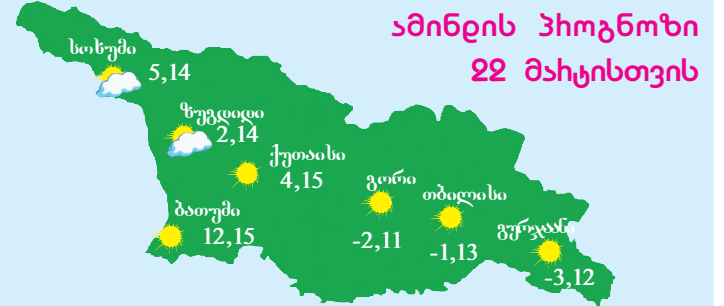 ამინდის პროგნოზი
22 მარტისთვის
სოხუმი
5,14
ზუგდიდი
2,14
ქუთაისი
4,15
გორი
-2,11
თბილისი
-1,13
ბათუმი
12,15
გურჯაანი
-3,12